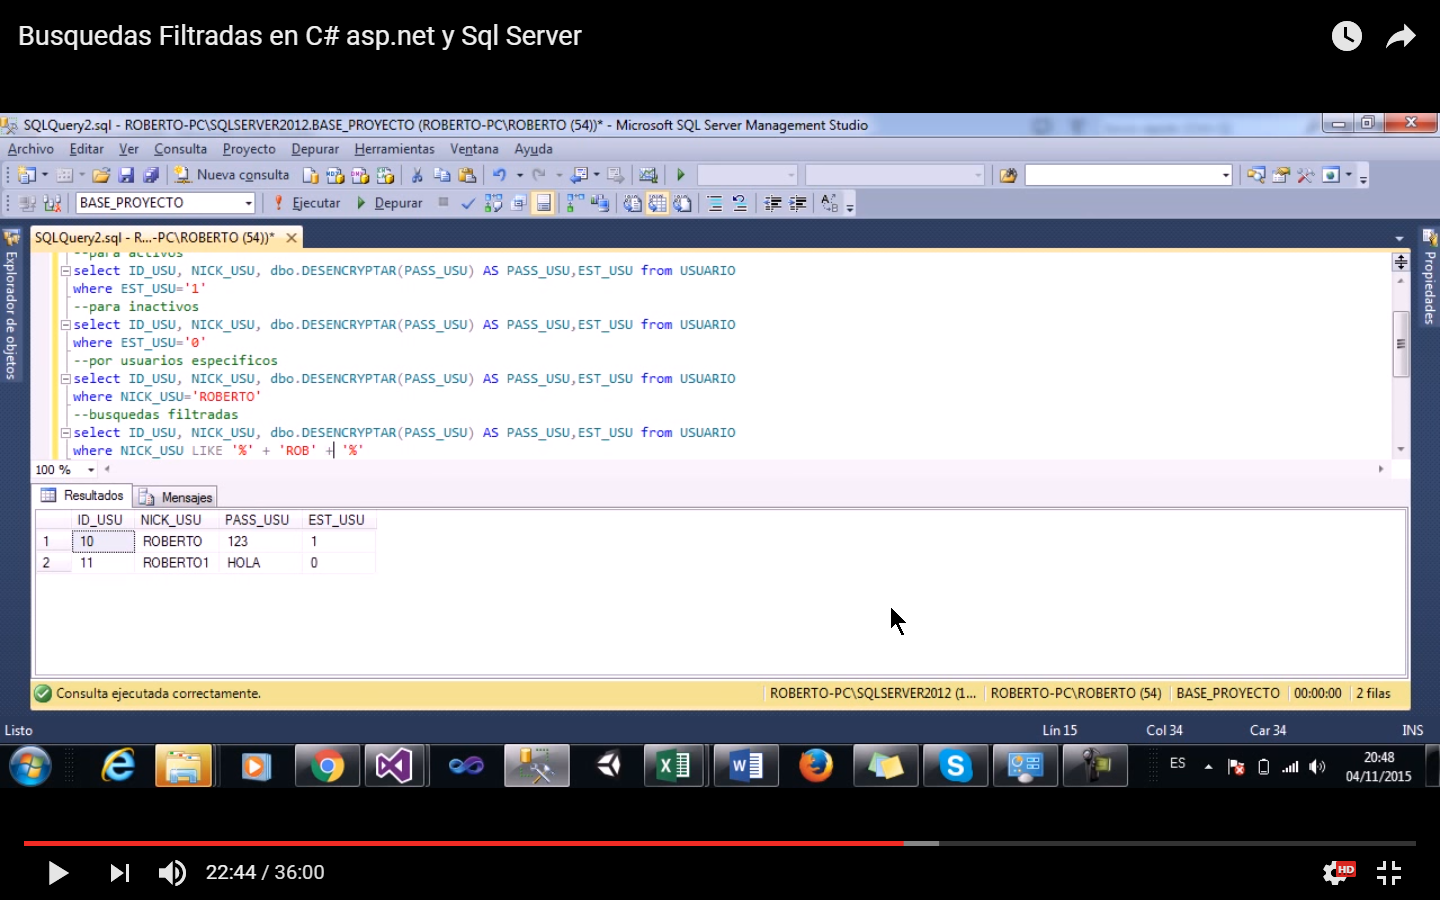 Busquedas Filtradas en C# asp.net y Sql Server
SQLQuery2.sql - ROBERTO-PC\SQLSERVER2012.BASE_PROYECTO (ROBERTO-PC\ROBERTO (54))* - Microsoft SQL Server Management Studio
Archivo Editar Ver Consulta Proyecto Depurar Herramientas Ventana Ayuda
Nueva consulta
BASE_PROYECTO Ejecutar Depurar
SQLQuery2.sql - R...-PC\ROBERTO (54))*
Explorador de objetos
Propiedades
--para activos
select ID_USU, NICK_USU, dbo.DESENCRYPTAR(PASS_USU) AS PASS_USU,EST_USU from USUARIO
where EST_USU='1'
--para inactivos
select ID_USU, NICK_USU, dbo.DESENCRYPTAR(PASS_USU) AS PASS_USU,EST_USU from USUARIO
where EST_USU='0'
--por usuarios especificos
select ID_USU, NICK_USU, dbo.DESENCRYPTAR(PASS_USU) AS PASS_USU,EST_USU from USUARIO
where NICK_USU='ROBERTO'
--busquedas filtradas
select ID_USU, NICK_USU, dbo.DESENCRYPTAR(PASS_USU) AS PASS_USU,EST_USU from USUARIO
where NICK_USU LIKE '%' + 'ROB' + '%'
100 %
Resultados Mensajes
ID_USU NICK_USU PASS_USU EST_USU
1 10 ROBERTO 123 1
2 11 ROBERTO1 HOLA 0
Consulta ejecutada correctamente. ROBERTO-PC\SQLSERVER2012 (1... ROBERTO-PC\ROBERTO (54) BASE_PROYECTO 00:00:00 2 filas
Listo Lín 15 Col 34 Car 34 INS
ES 20:48
04/11/2015
22:44 / 36:00
HD